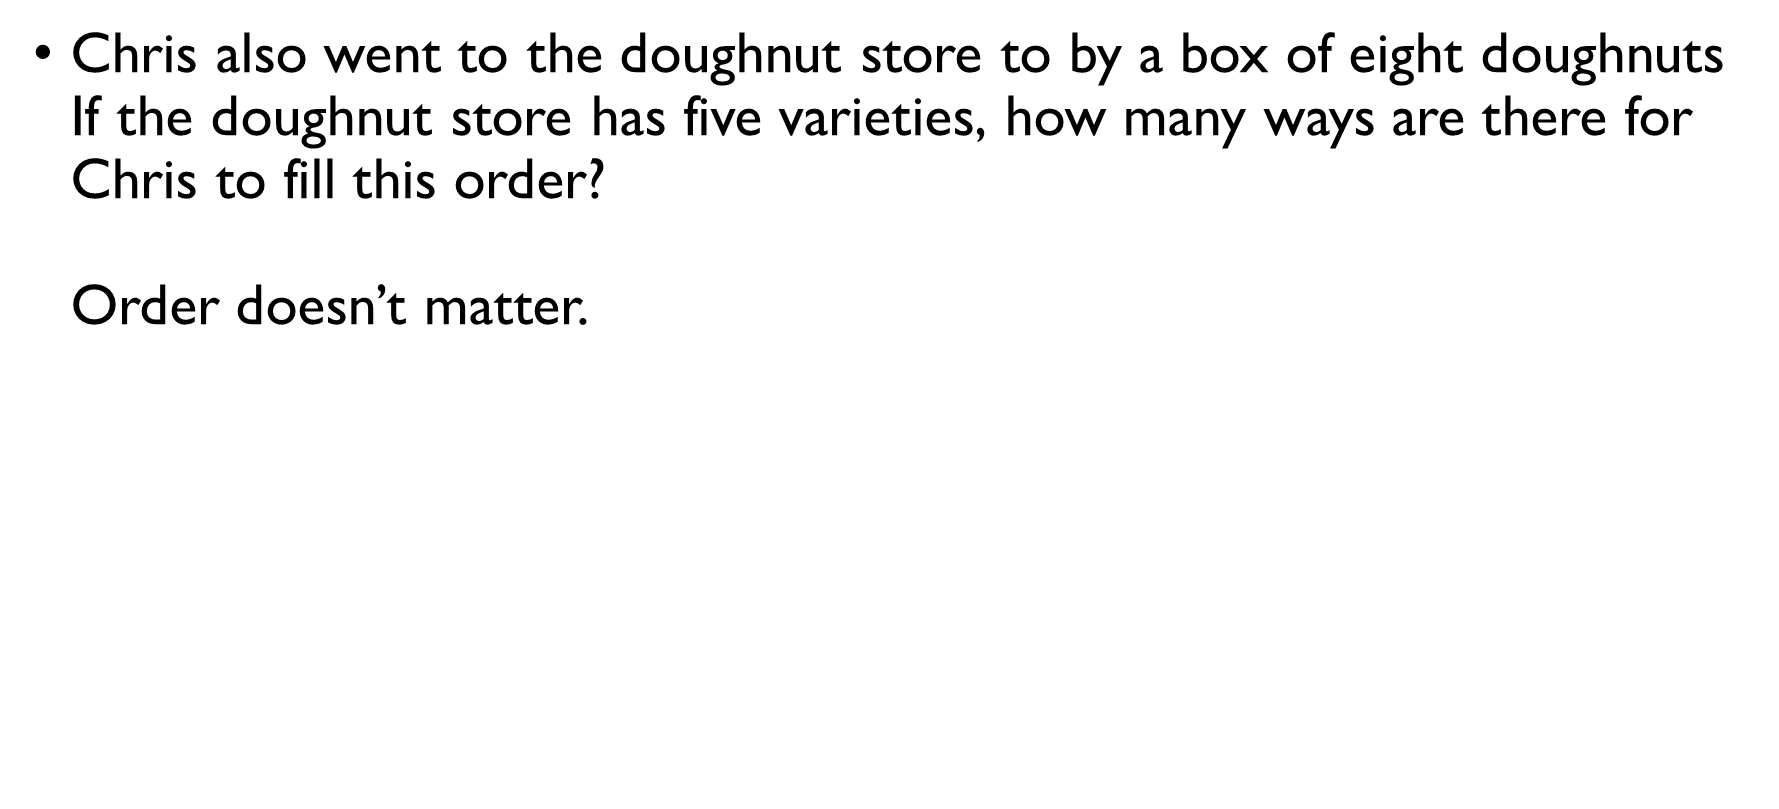 • Chris also went to the doughnut store to by a box of eight doughnuts
If the doughnut store has five varieties, how many ways are there for
Chris to fill this order?
Order doesn’t matter.